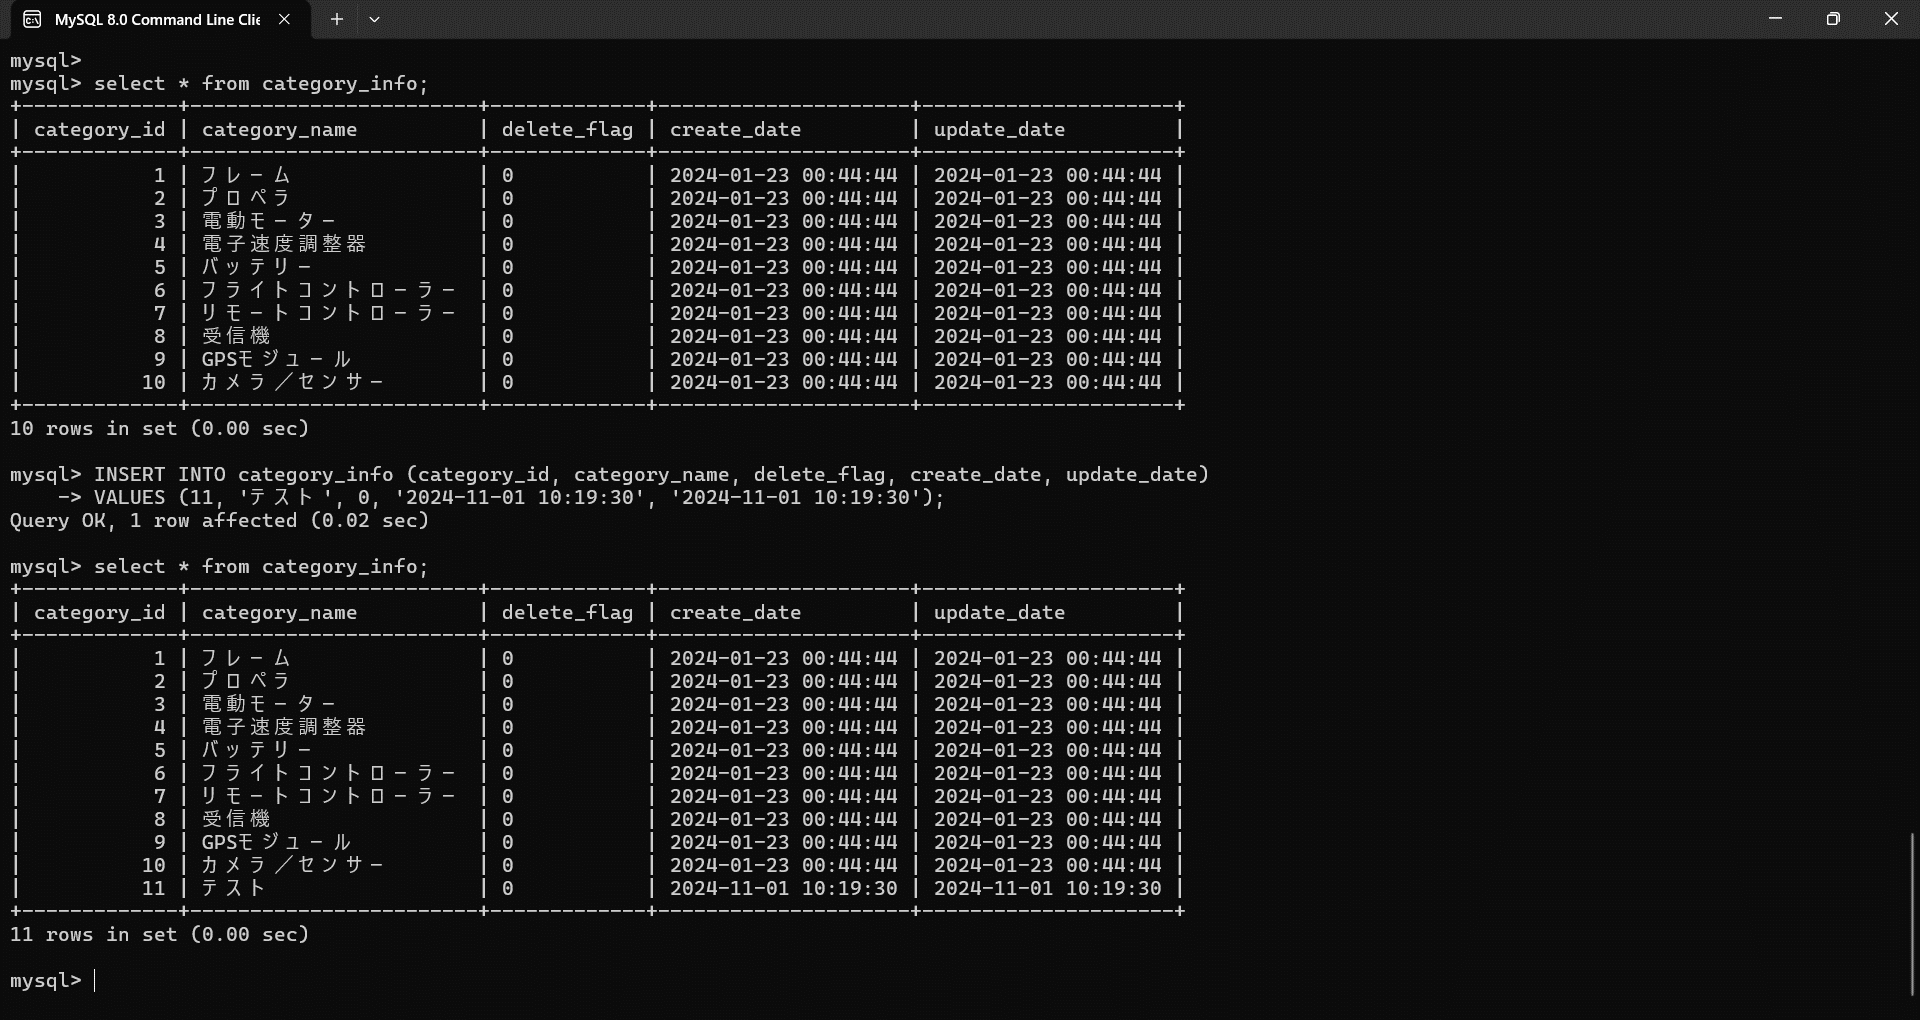 MySQL 8.0 Command Line Clie
mysql>
mysql> select * from category_info;
+-------------+------------------------+-------------+---------------------+---------------------+
| category_id | category_name | delete_flag | create_date | update_date |
+-------------+------------------------+-------------+---------------------+---------------------+
| 1 | フレーム | 0 | 2024-01-23 00:44:44 | 2024-01-23 00:44:44 |
| 2 | プロペラ | 0 | 2024-01-23 00:44:44 | 2024-01-23 00:44:44 |
| 3 | 電動モーター | 0 | 2024-01-23 00:44:44 | 2024-01-23 00:44:44 |
| 4 | 電子速度調整器 | 0 | 2024-01-23 00:44:44 | 2024-01-23 00:44:44 |
| 5 | バッテリー | 0 | 2024-01-23 00:44:44 | 2024-01-23 00:44:44 |
| 6 | フライトコントローラー | 0 | 2024-01-23 00:44:44 | 2024-01-23 00:44:44 |
| 7 | リモートコントローラー | 0 | 2024-01-23 00:44:44 | 2024-01-23 00:44:44 |
| 8 | 受信機 | 0 | 2024-01-23 00:44:44 | 2024-01-23 00:44:44 |
| 9 | GPSモジュール | 0 | 2024-01-23 00:44:44 | 2024-01-23 00:44:44 |
| 10 | カメラ／センサー | 0 | 2024-01-23 00:44:44 | 2024-01-23 00:44:44 |
+-------------+------------------------+-------------+---------------------+---------------------+
10 rows in set (0.00 sec)
mysql> INSERT INTO category_info (category_id, category_name, delete_flag, create_date, update_date)
-> VALUES (11, 'テスト', 0, '2024-11-01 10:19:30', '2024-11-01 10:19:30');
Query OK, 1 row affected (0.02 sec)
mysql> select * from category_info;
+-------------+------------------------+-------------+---------------------+---------------------+
| category_id | category_name | delete_flag | create_date | update_date |
+-------------+------------------------+-------------+---------------------+---------------------+
| 1 | フレーム | 0 | 2024-01-23 00:44:44 | 2024-01-23 00:44:44 |
| 2 | プロペラ | 0 | 2024-01-23 00:44:44 | 2024-01-23 00:44:44 |
| 3 | 電動モーター | 0 | 2024-01-23 00:44:44 | 2024-01-23 00:44:44 |
| 4 | 電子速度調整器 | 0 | 2024-01-23 00:44:44 | 2024-01-23 00:44:44 |
| 5 | バッテリー | 0 | 2024-01-23 00:44:44 | 2024-01-23 00:44:44 |
| 6 | フライトコントローラー | 0 | 2024-01-23 00:44:44 | 2024-01-23 00:44:44 |
| 7 | リモートコントローラー | 0 | 2024-01-23 00:44:44 | 2024-01-23 00:44:44 |
| 8 | 受信機 | 0 | 2024-01-23 00:44:44 | 2024-01-23 00:44:44 |
| 9 | GPSモジュール | 0 | 2024-01-23 00:44:44 | 2024-01-23 00:44:44 |
| 10 | カメラ／センサー | 0 | 2024-01-23 00:44:44 | 2024-01-23 00:44:44 |
| 11 | テスト | 0 | 2024-11-01 10:19:30 | 2024-11-01 10:19:30 |
+-------------+------------------------+-------------+---------------------+---------------------+
11 rows in set (0.00 sec)
mysql>